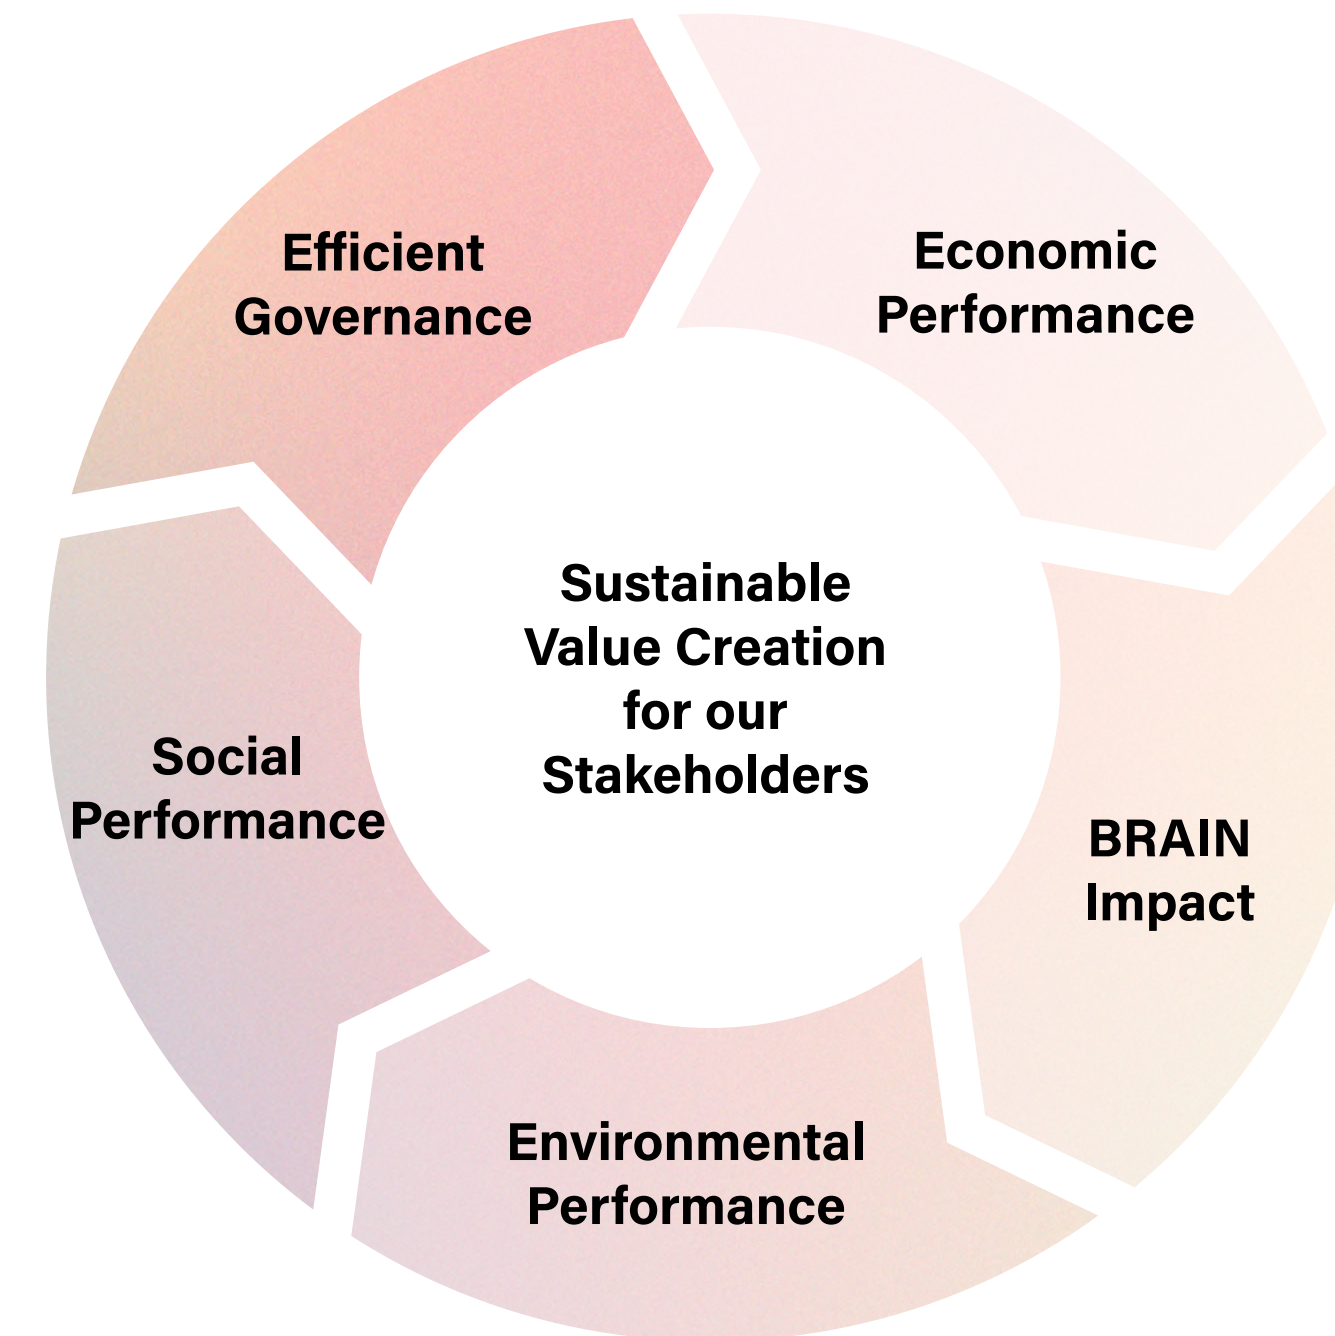 Efficient
Governance
Economic
Performance
Sustainable
Value Creation
for our
Stakeholders
Social
Performance
BRAIN
Impact
Environmental
Performance